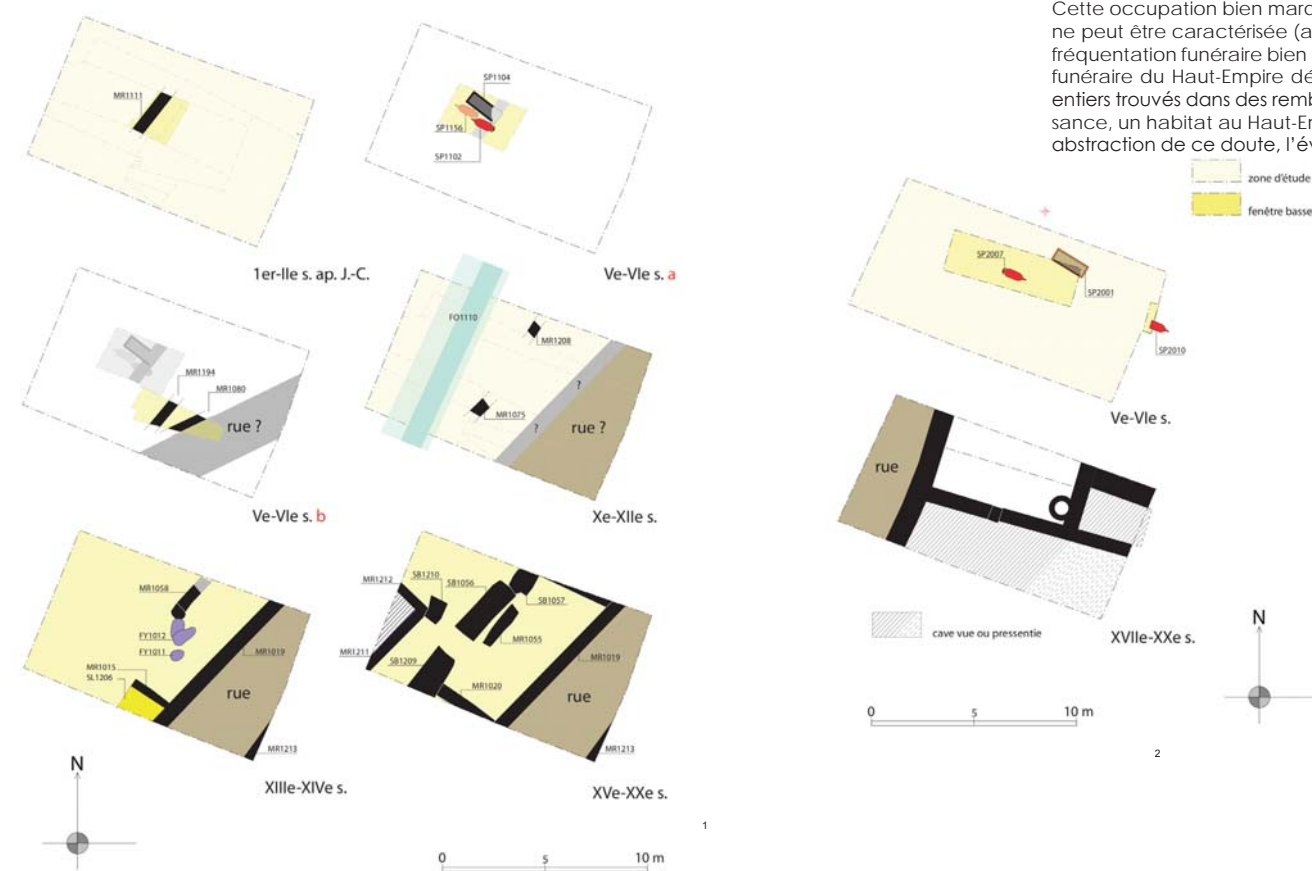 Cette occupation bien marq
ne peut être caractérisée (a
fréquentation funéraire bien
funéraire du Haut-Empire dé
entiers trouvés dans des remb
sance, un habitat au Haut-Em
abstraction de ce doute, l'év
MR1111
1er-IIe s. ap. J.-C.
SP1104
SP1156
SP1102
Ve-VIe s. a
MR1194
MR1080
rue ?
Ve-VIe s. b
FO1110
MR1208
MR1075
?
?
rue ?
Xe-XIIe s.
MR1058
FY1012
FY1011
MR1015
SL1206
MR1019
rue
MR1213
XIIIe-XIVe s.
MR1212
SB1210
SB1056
SB1057
MR1055
MR1211
SB1209
MR1020
MR1019
rue
MR1213
XVe-XXe s.
N
0 5 10 m
1
zone d'étude
fenêtre basse
SP2007
SP2001
SP2010
Ve-VIe s.
rue
cave vue ou pressentie
XVIIe-XXe s.
N
0 5 10 m
2